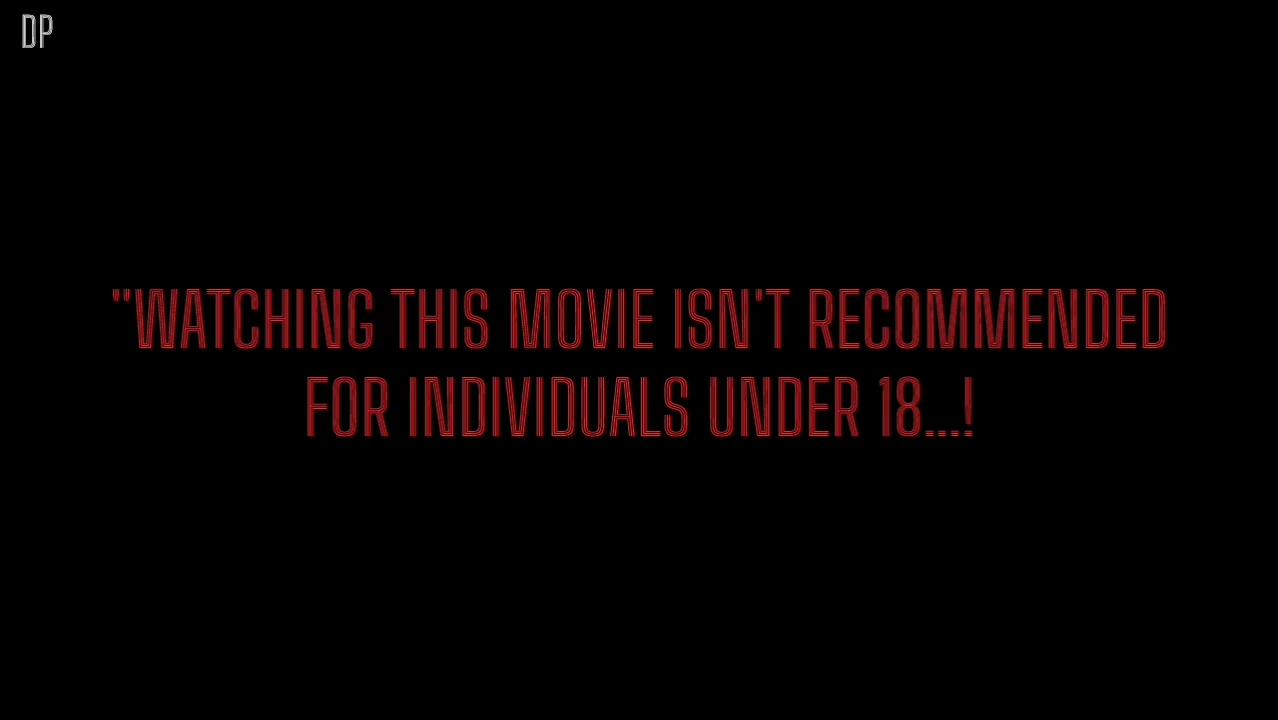 DP
"WATCHING THIS MOVIE ISN'T RECOMMENDED
FOR INDIVIDUALS UNDER 18...!